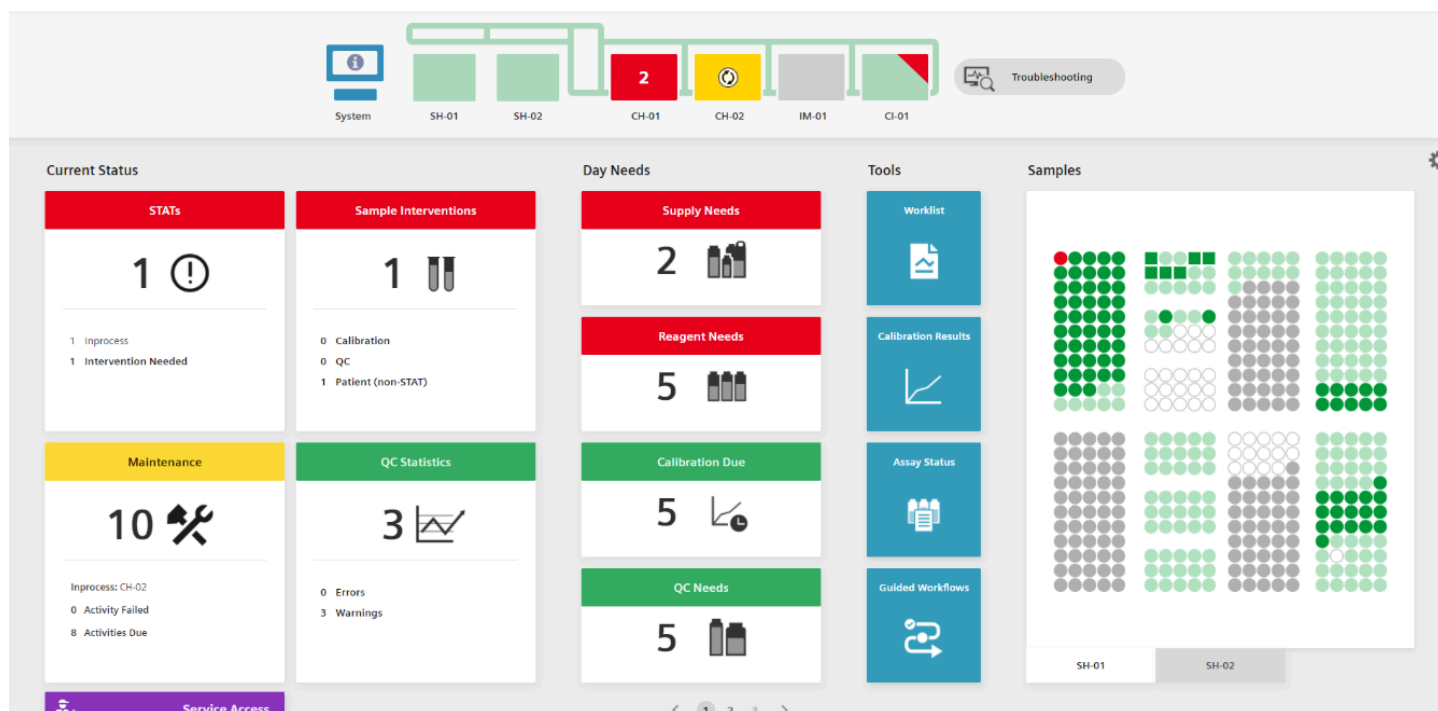 2
Troubleshooting
System
SH-01
SH-02
CH-01
CH-02
IM-01
CI-01
Current Status
STATs
1
1 Inprocess
1 Intervention Needed
Sample Interventions
1
0 Calibration
0 QC
1 Patient (non-STAT)
Maintenance
10
Inprocess: CH-02
0 Activity Failed
8 Activities Due
QC Statistics
3
0 Errors
3 Warnings
Service Access
Day Needs
Supply Needs
2
Reagent Needs
5
Calibration Due
5
QC Needs
5
< 1 2 3 >
Tools
Worklist
Calibration Results
Assay Status
Guided Workflows
Samples
SH-01
SH-02